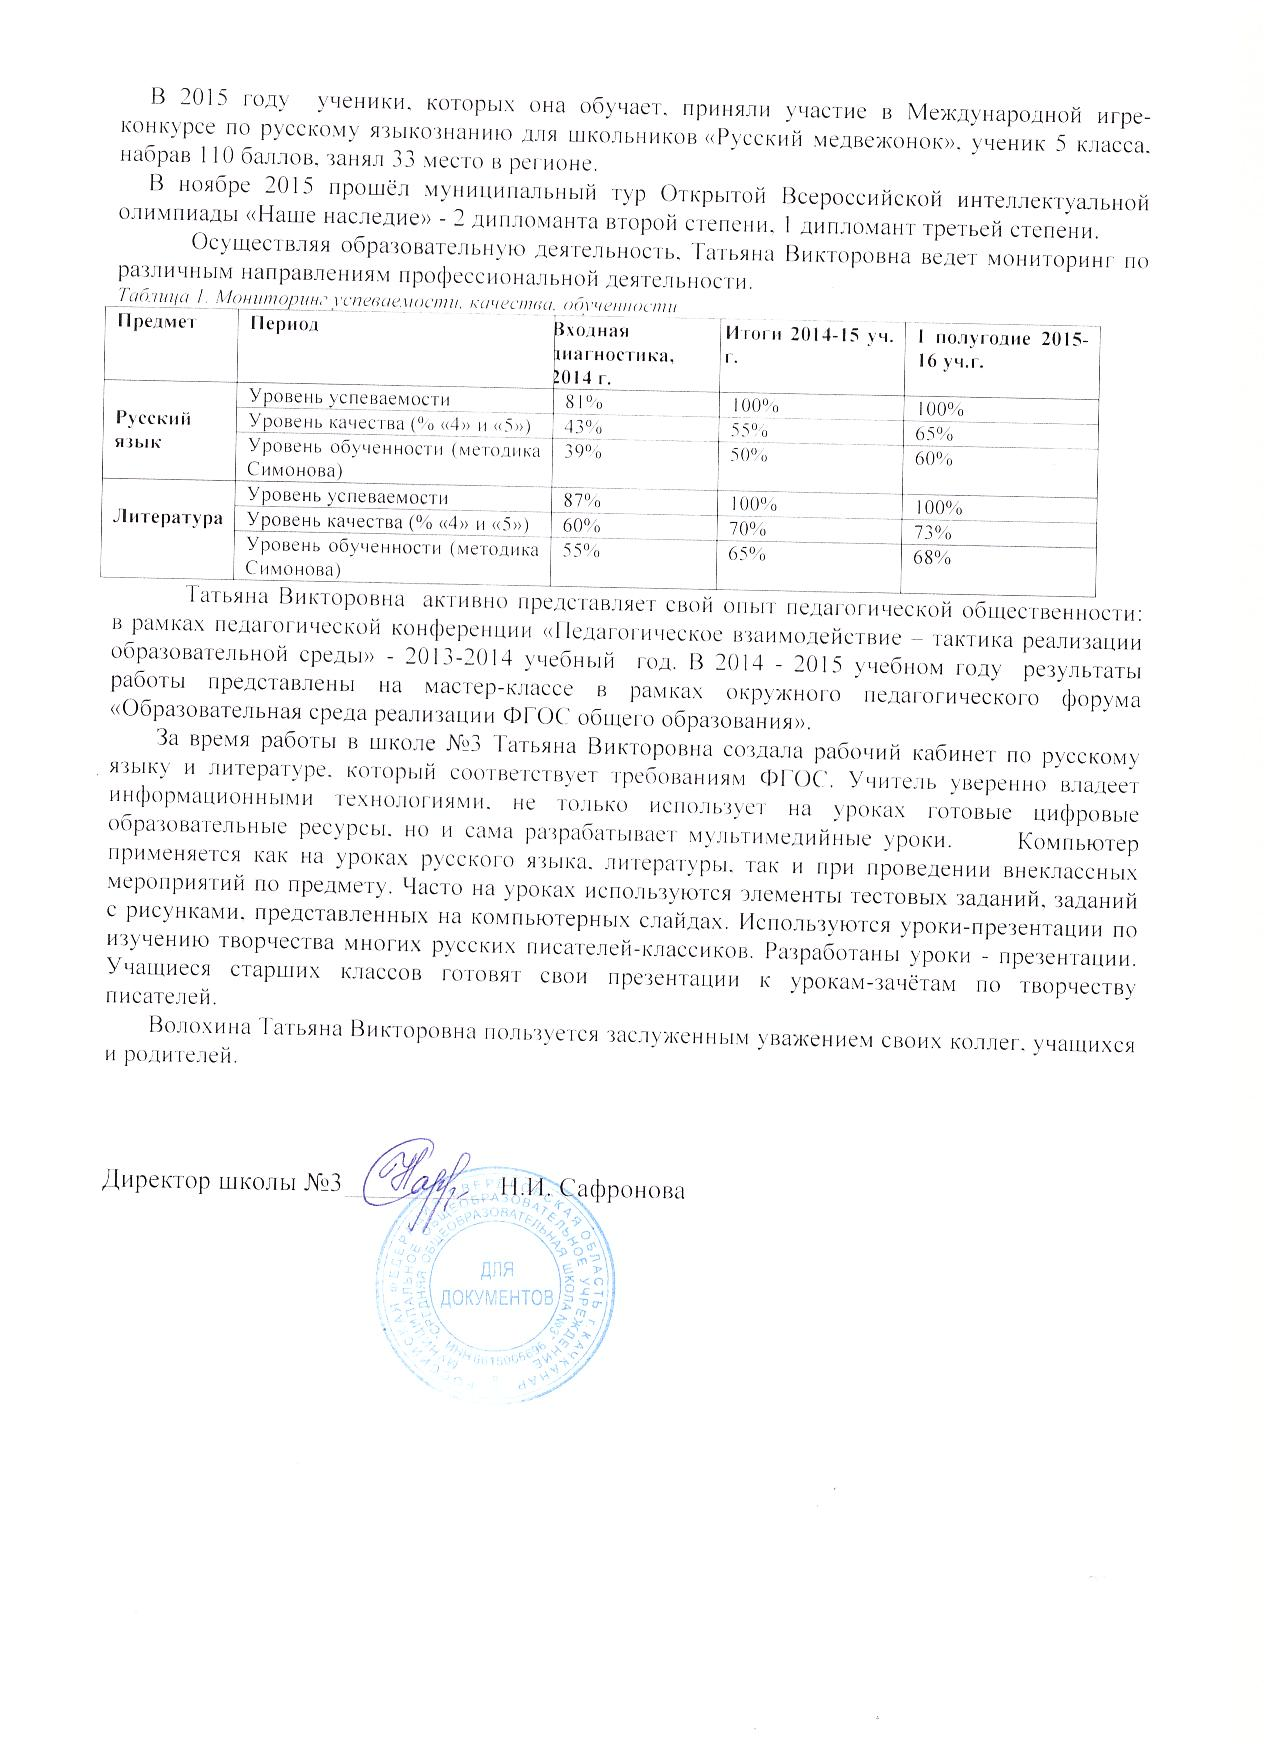 В 2015 году ученики, которых она обучает, приняли участие в Международной игре-
конкурсе по русскому языкознанию для школьников «Русский медвежонок», ученик 5 класса,
набрав 110 баллов, занял 33 место в регионе.
В ноябре 2015 прошёл муниципальный тур Открытой Всероссийской интеллектуальной
олимпиады «Наше наследие» - 2 дипломанта второй степени, 1 дипломант третьей степени.
Осуществляя образовательную деятельность, Татьяна Викторовна ведет мониторинг по
различным направлениям профессиональной деятельности.
Таблица 1. Мониторинг успеваемости, качества, обученности
Предмет Период Входная диагностика, 2014 г. Итоги 2014-15 уч. г. I полугодие 2015-16 уч.г.
Русский язык
Уровень успеваемости 81% 100% 100%
Уровень качества (% «4» и «5») 43% 55% 65%
Уровень обученности (методика Симонова) 39% 50% 60%
Литература
Уровень успеваемости 87% 100% 100%
Уровень качества (% «4» и «5») 60% 70% 73%
Уровень обученности (методика Симонова) 55% 65% 68%
Татьяна Викторовна активно представляет свой опыт педагогической общественности:
в рамках педагогической конференции «Педагогическое взаимодействие – тактика реализации
образовательной среды» - 2013-2014 учебный год. В 2014 - 2015 учебном году результаты
работы представлены на мастер-классе в рамках окружного педагогического форума
«Образовательная среда реализации ФГОС общего образования».
За время работы в школе №3 Татьяна Викторовна создала рабочий кабинет по русскому
языку и литературе, который соответствует требованиям ФГОС. Учитель уверенно владеет
информационными технологиями, не только использует на уроках готовые цифровые
образовательные ресурсы, но и сама разрабатывает мультимедийные уроки. Компьютер
применяется как на уроках русского языка, литературы, так и при проведении внеклассных
мероприятий по предмету. Часто на уроках используются элементы тестовых заданий, заданий
с рисунками, представленных на компьютерных слайдах. Используются уроки-презентации по
изучению творчества многих русских писателей-классиков. Разработаны уроки - презентации.
Учащиеся старших классов готовят свои презентации к урокам-зачётам по творчеству
писателей.
Волохина Татьяна Викторовна пользуется заслуженным уважением своих коллег, учащихся
и родителей.
Директор школы №3 Н.И. Сафронова
ДЛЯ
ДОКУМЕНТОВ